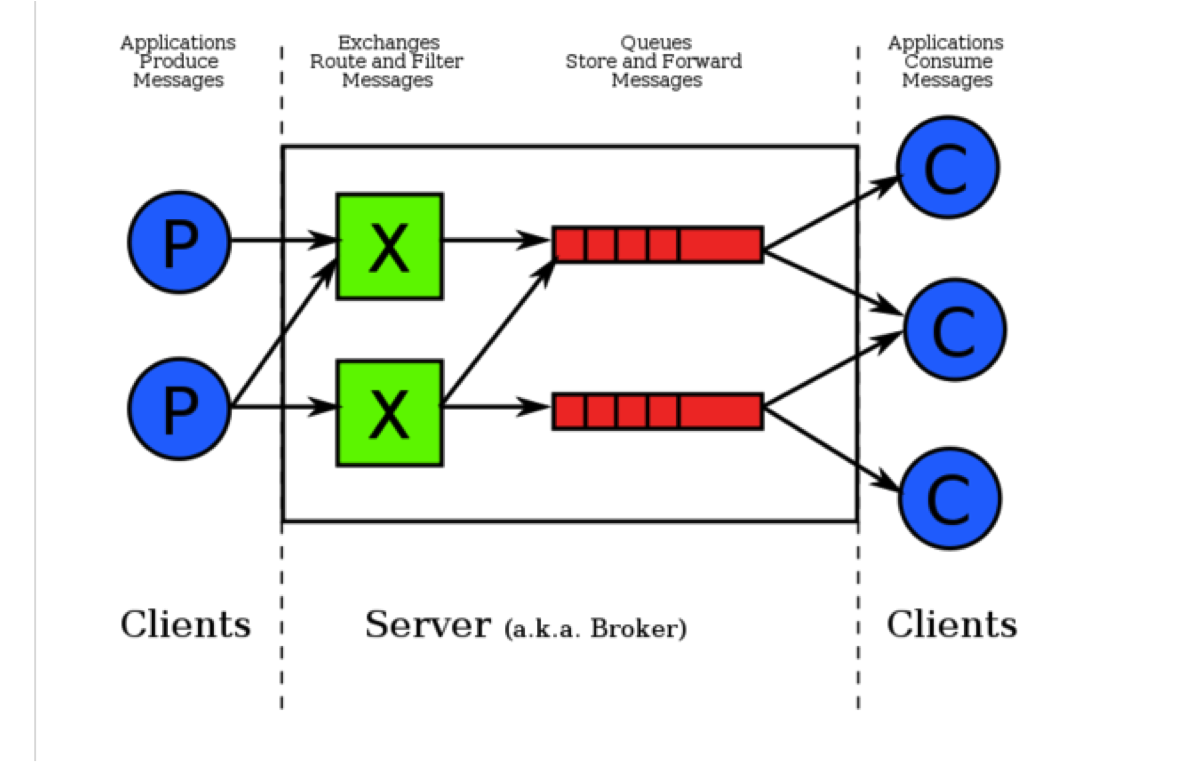 Applications
Produce
Messages
Exchanges
Route and Filter
Messages
Queues
Store and Forward
Messages
Applications
Consume
Messages
P
X
C
C
P
X
C
Clients
Server (a.k.a. Broker)
Clients